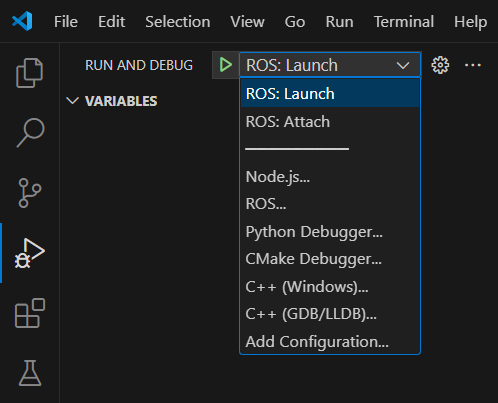 File Edit Selection View Go Run Terminal Help
RUN AND DEBUG ROS: Launch
VARIABLES
ROS: Launch
ROS: Attach
Node.js...
ROS...
Python Debugger...
CMake Debugger...
C++ (Windows)...
C++ (GDB/LLDB)...
Add Configuration...